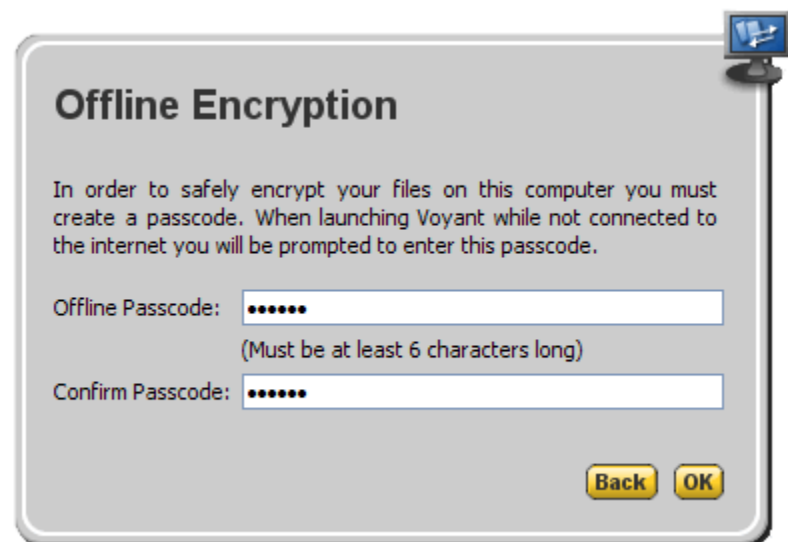 Offline Encryption
In order to safely encrypt your files on this computer you must
create a passcode. When launching Voyant while not connected to
the internet you will be prompted to enter this passcode.
Offline Passcode: ••••••
(Must be at least 6 characters long)
Confirm Passcode: ••••••
Back OK